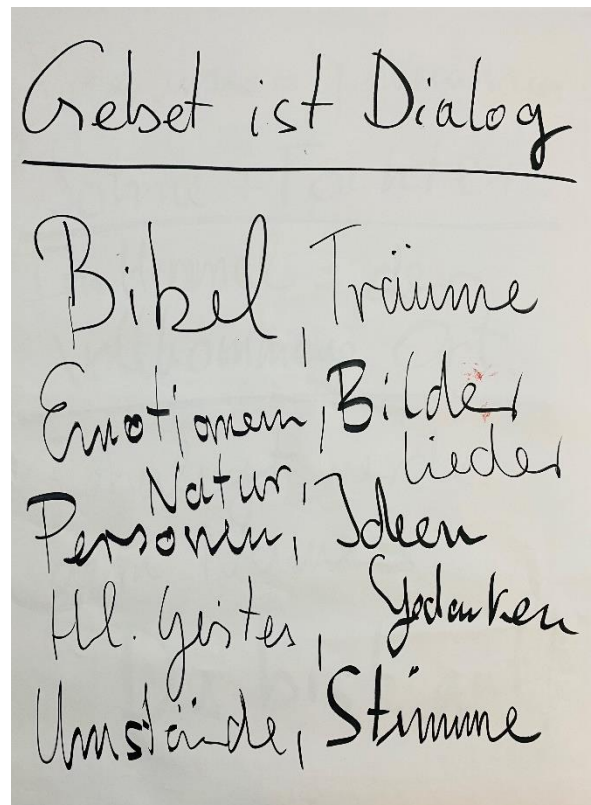 Gebet ist Dialog
Bibel, Träume
Emotionen, Bilder
Natur, Lieder
Personen, Ideen
Hl. Geistes, Gedanken
Umstände, Stimme